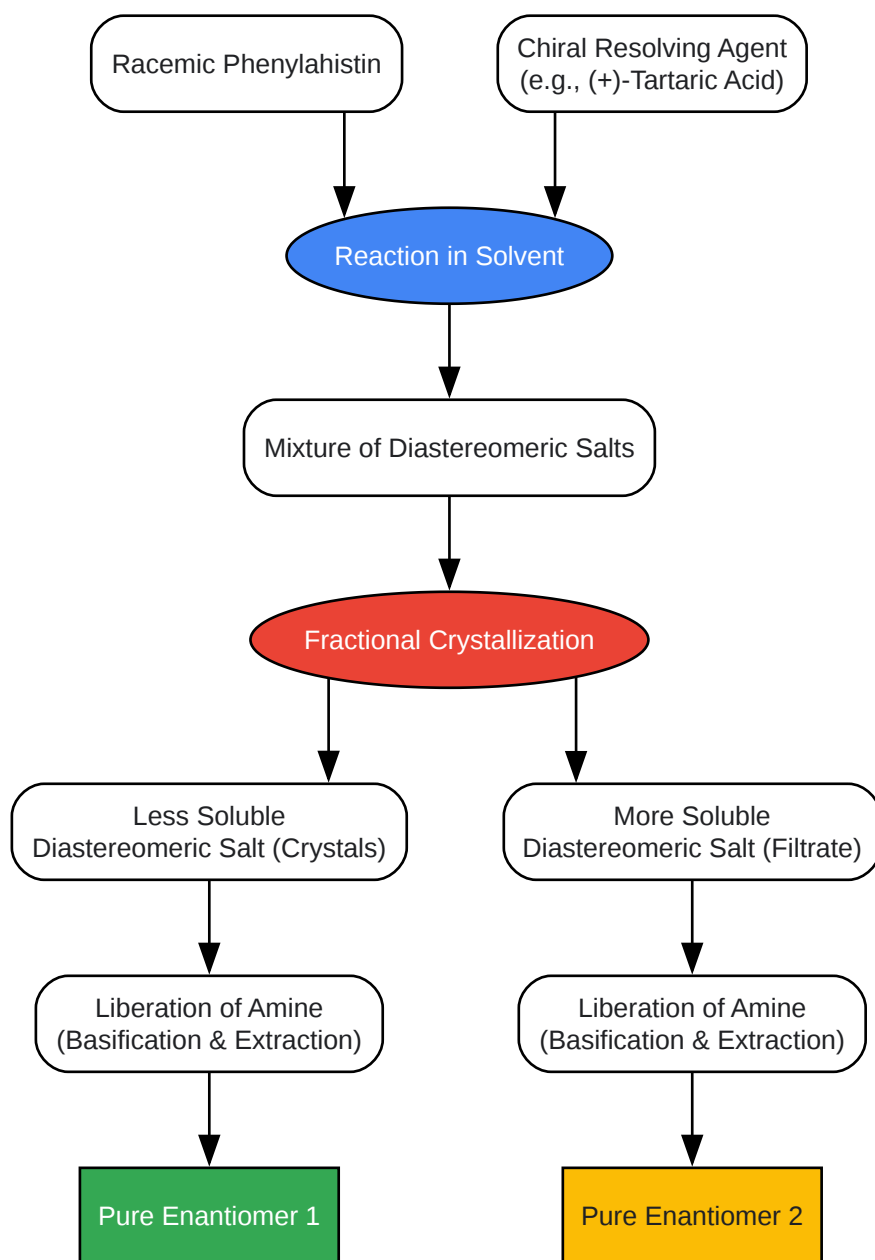 Racemic Phenylahistin
Chiral Resolving Agent
(e.g., (+)-Tartaric Acid)
Reaction in Solvent
Mixture of Diastereomeric Salts
Fractional Crystallization
Less Soluble
Diastereomeric Salt (Crystals)
More Soluble
Diastereomeric Salt (Filtrate)
Liberation of Amine
(Basification & Extraction)
Liberation of Amine
(Basification & Extraction)
Pure Enantiomer 1
Pure Enantiomer 2